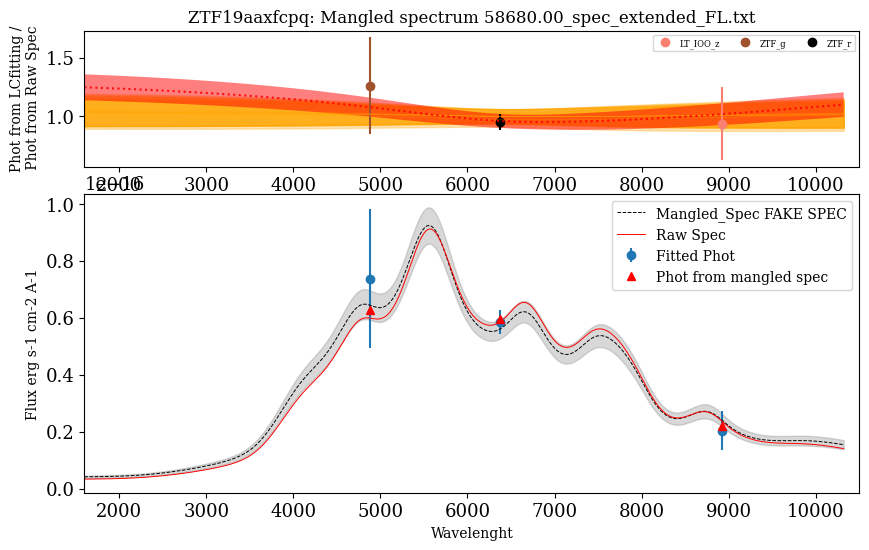 ZTF19aaxfcpq: Mangled spectrum 58680.00_spec_extended_FL.txt
Phot from LCfitting /
Phot from Raw Spec
1.5
1.0
LT_IOO_z
ZTF_g
ZTF_r
2000 3000 4000 5000 6000 7000 8000 9000 10000
1e−16
Flux erg s-1 cm-2 A-1
1.0
0.8
0.6
0.4
0.2
0.0
Mangled_Spec FAKE SPEC
Raw Spec
Fitted Phot
Phot from mangled spec
2000 3000 4000 5000 6000 7000 8000 9000 10000
Wavelenght